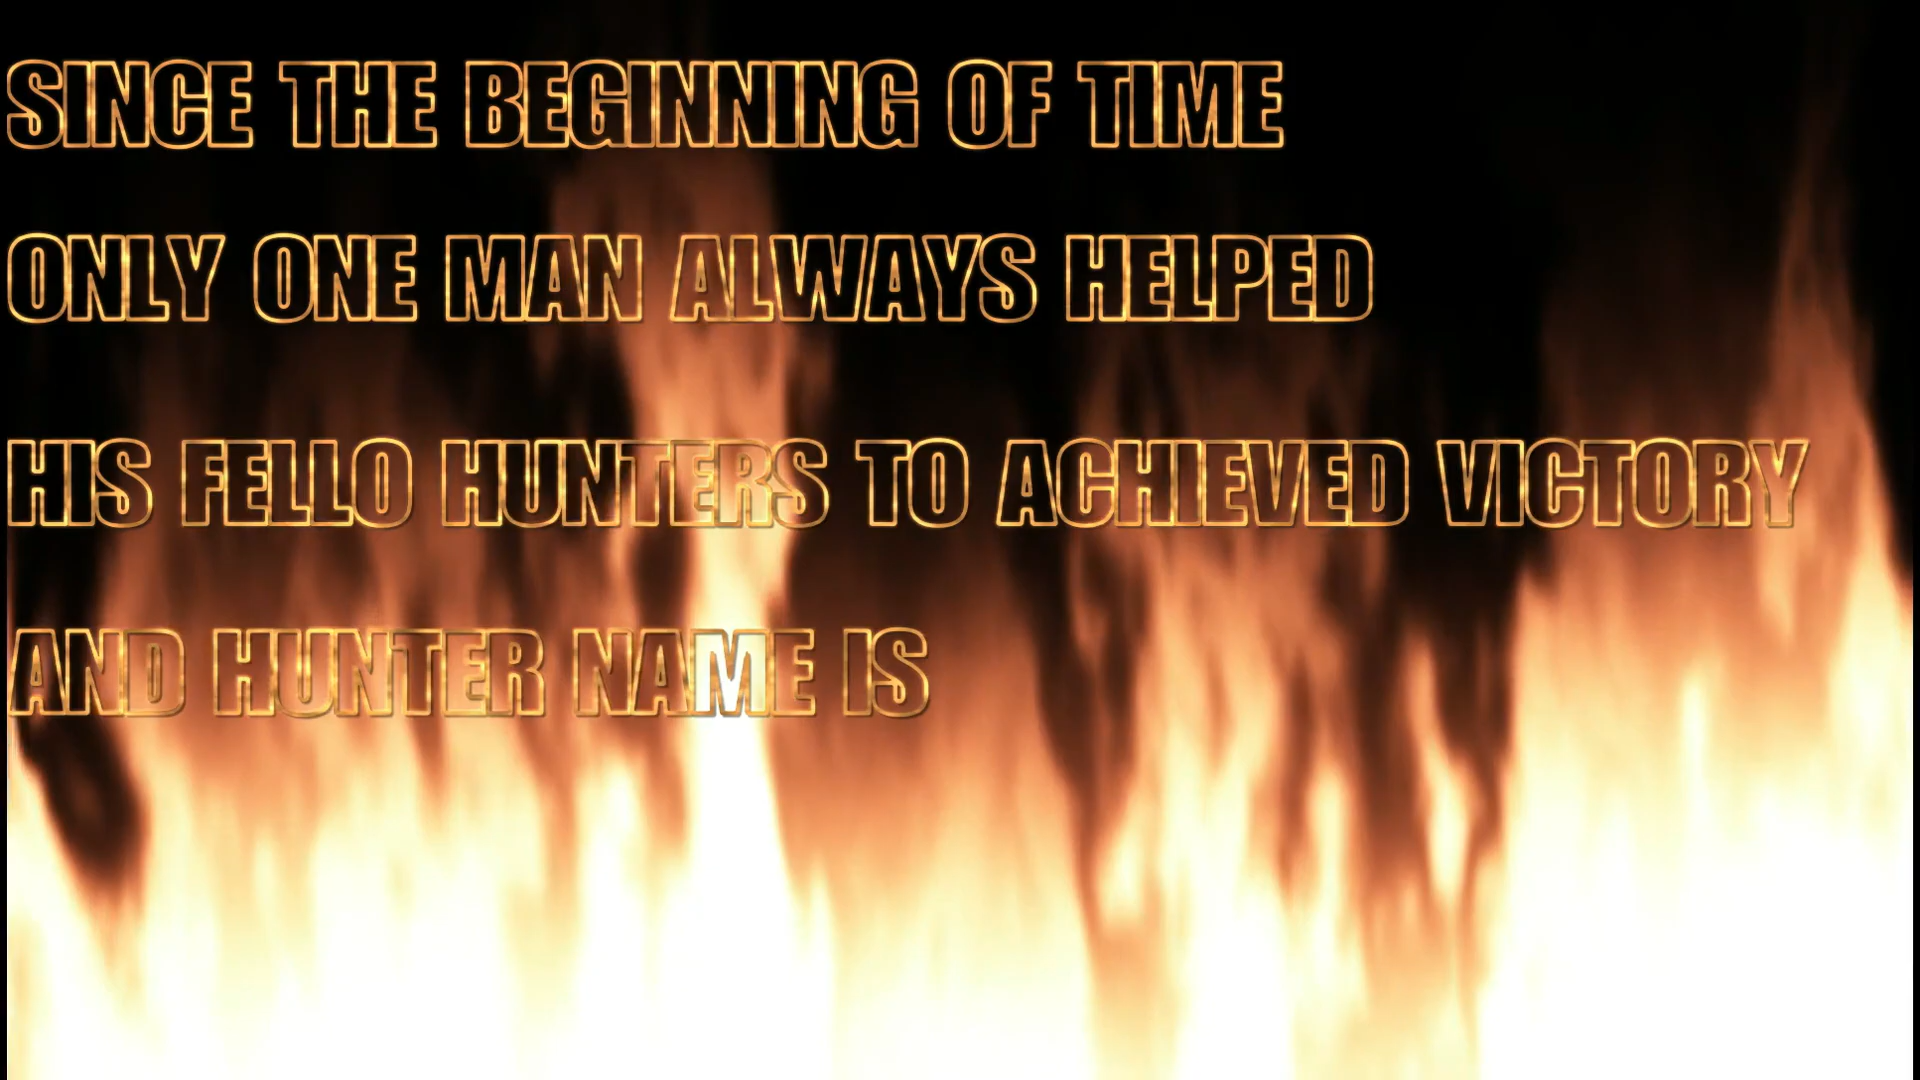 SINCE THE BEGINNING OF TIME
ONLY ONE MAN ALWAYS HELPED
HIS FELLO HUNTERS TO ACHIEVED VICTORY
AND HUNTER NAME IS